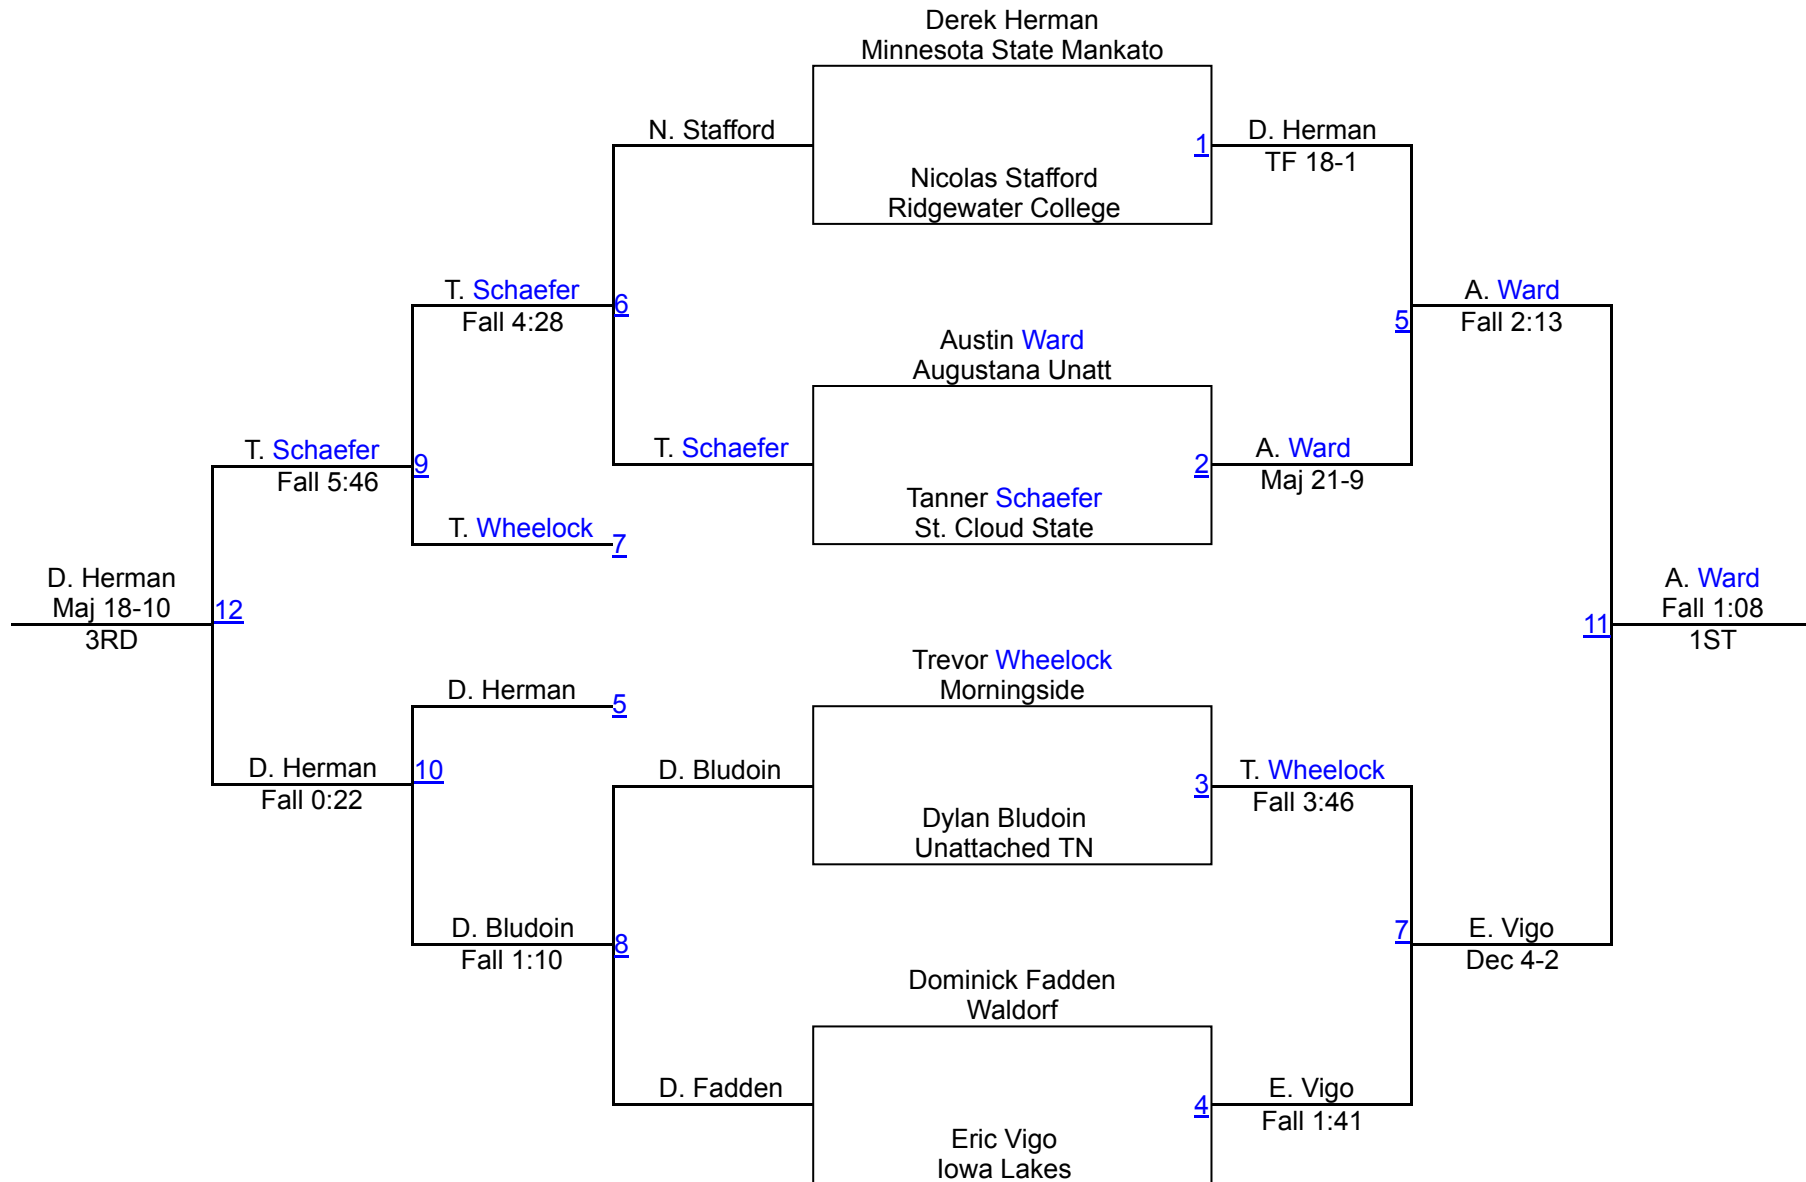 Derek Herman
Minnesota State Mankato
N. Stafford
1
D. Herman
TF 18-1
Nicolas Stafford
Ridgewater College
T. Schaefer
Fall 4:28
6
A. Ward
Fall 2:13
5
Austin Ward
Augustana Unatt
T. Schaefer
Fall 5:46
9
T. Schaefer
2
A. Ward
Maj 21-9
Tanner Schaefer
St. Cloud State
T. Wheelock
7
D. Herman
Maj 18-10
3RD
12
A. Ward
Fall 1:08
1ST
11
Trevor Wheelock
Morningside
D. Herman
5
D. Herman
Fall 0:22
10
D. Bludoin
3
T. Wheelock
Fall 3:46
Dylan Bludoin
Unattached TN
D. Bludoin
Fall 1:10
8
7
E. Vigo
Dec 4-2
Dominick Fadden
Waldorf
D. Fadden
4
E. Vigo
Fall 1:41
Eric Vigo
Iowa Lakes